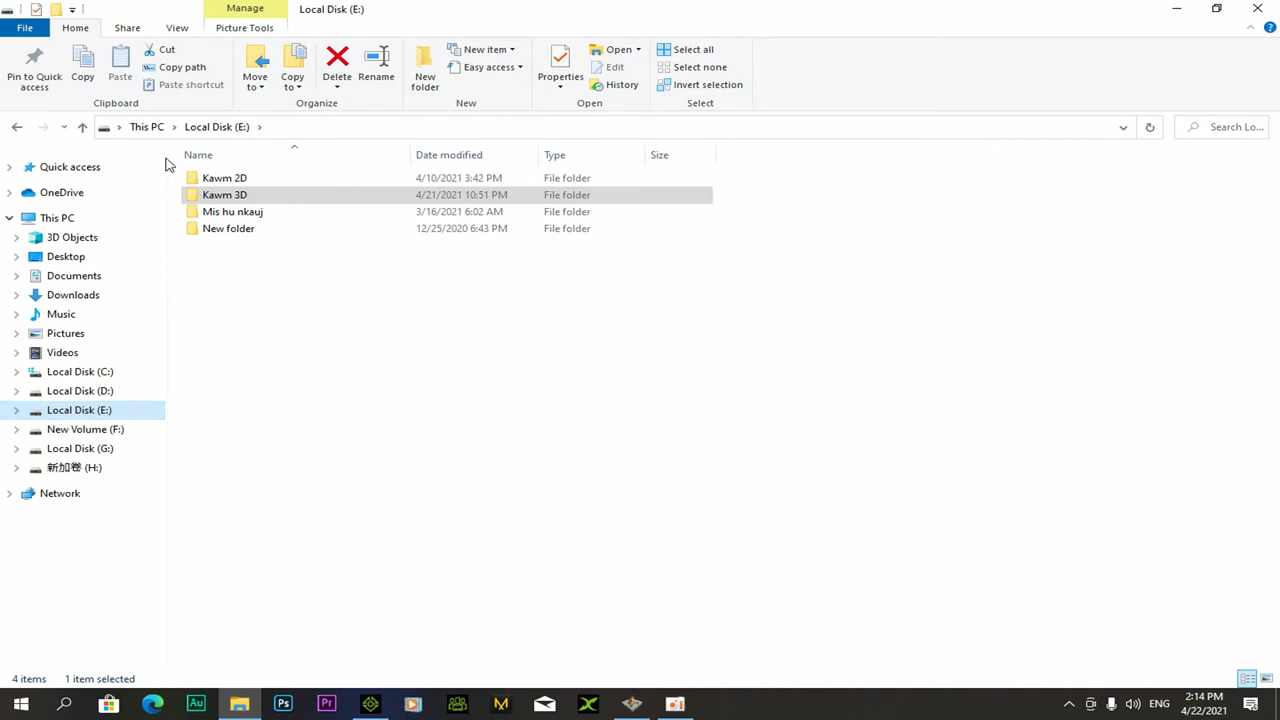 Manage
Local Disk (E:)
File
Home
Share
View
Picture Tools
Pin to Quick access
Copy
Paste
Cut
Copy path
Paste shortcut
Clipboard
Move to
Copy to
Delete
Rename
Organize
New folder
New item
Easy access
New
Properties
Open
Edit
History
Open
Select all
Select none
Invert selection
Select
This PC
Local Disk (E:)
Search Lo...
Name
Date modified
Type
Size
Kawm 2D 4/10/2021 3:42 PM File folder
Kawm 3D 4/21/2021 10:51 PM File folder
Mis hu nkauj 3/16/2021 6:02 AM File folder
New folder 12/25/2020 6:43 PM File folder
Quick access
OneDrive
This PC
3D Objects
Desktop
Documents
Downloads
Music
Pictures
Videos
Local Disk (C:)
Local Disk (D:)
Local Disk (E:)
New Volume (F:)
Local Disk (G:)
新加卷 (H:)
Network
4 items
1 item selected
Au
Ps
Pr
M
ENG
2:14 PM
4/22/2021